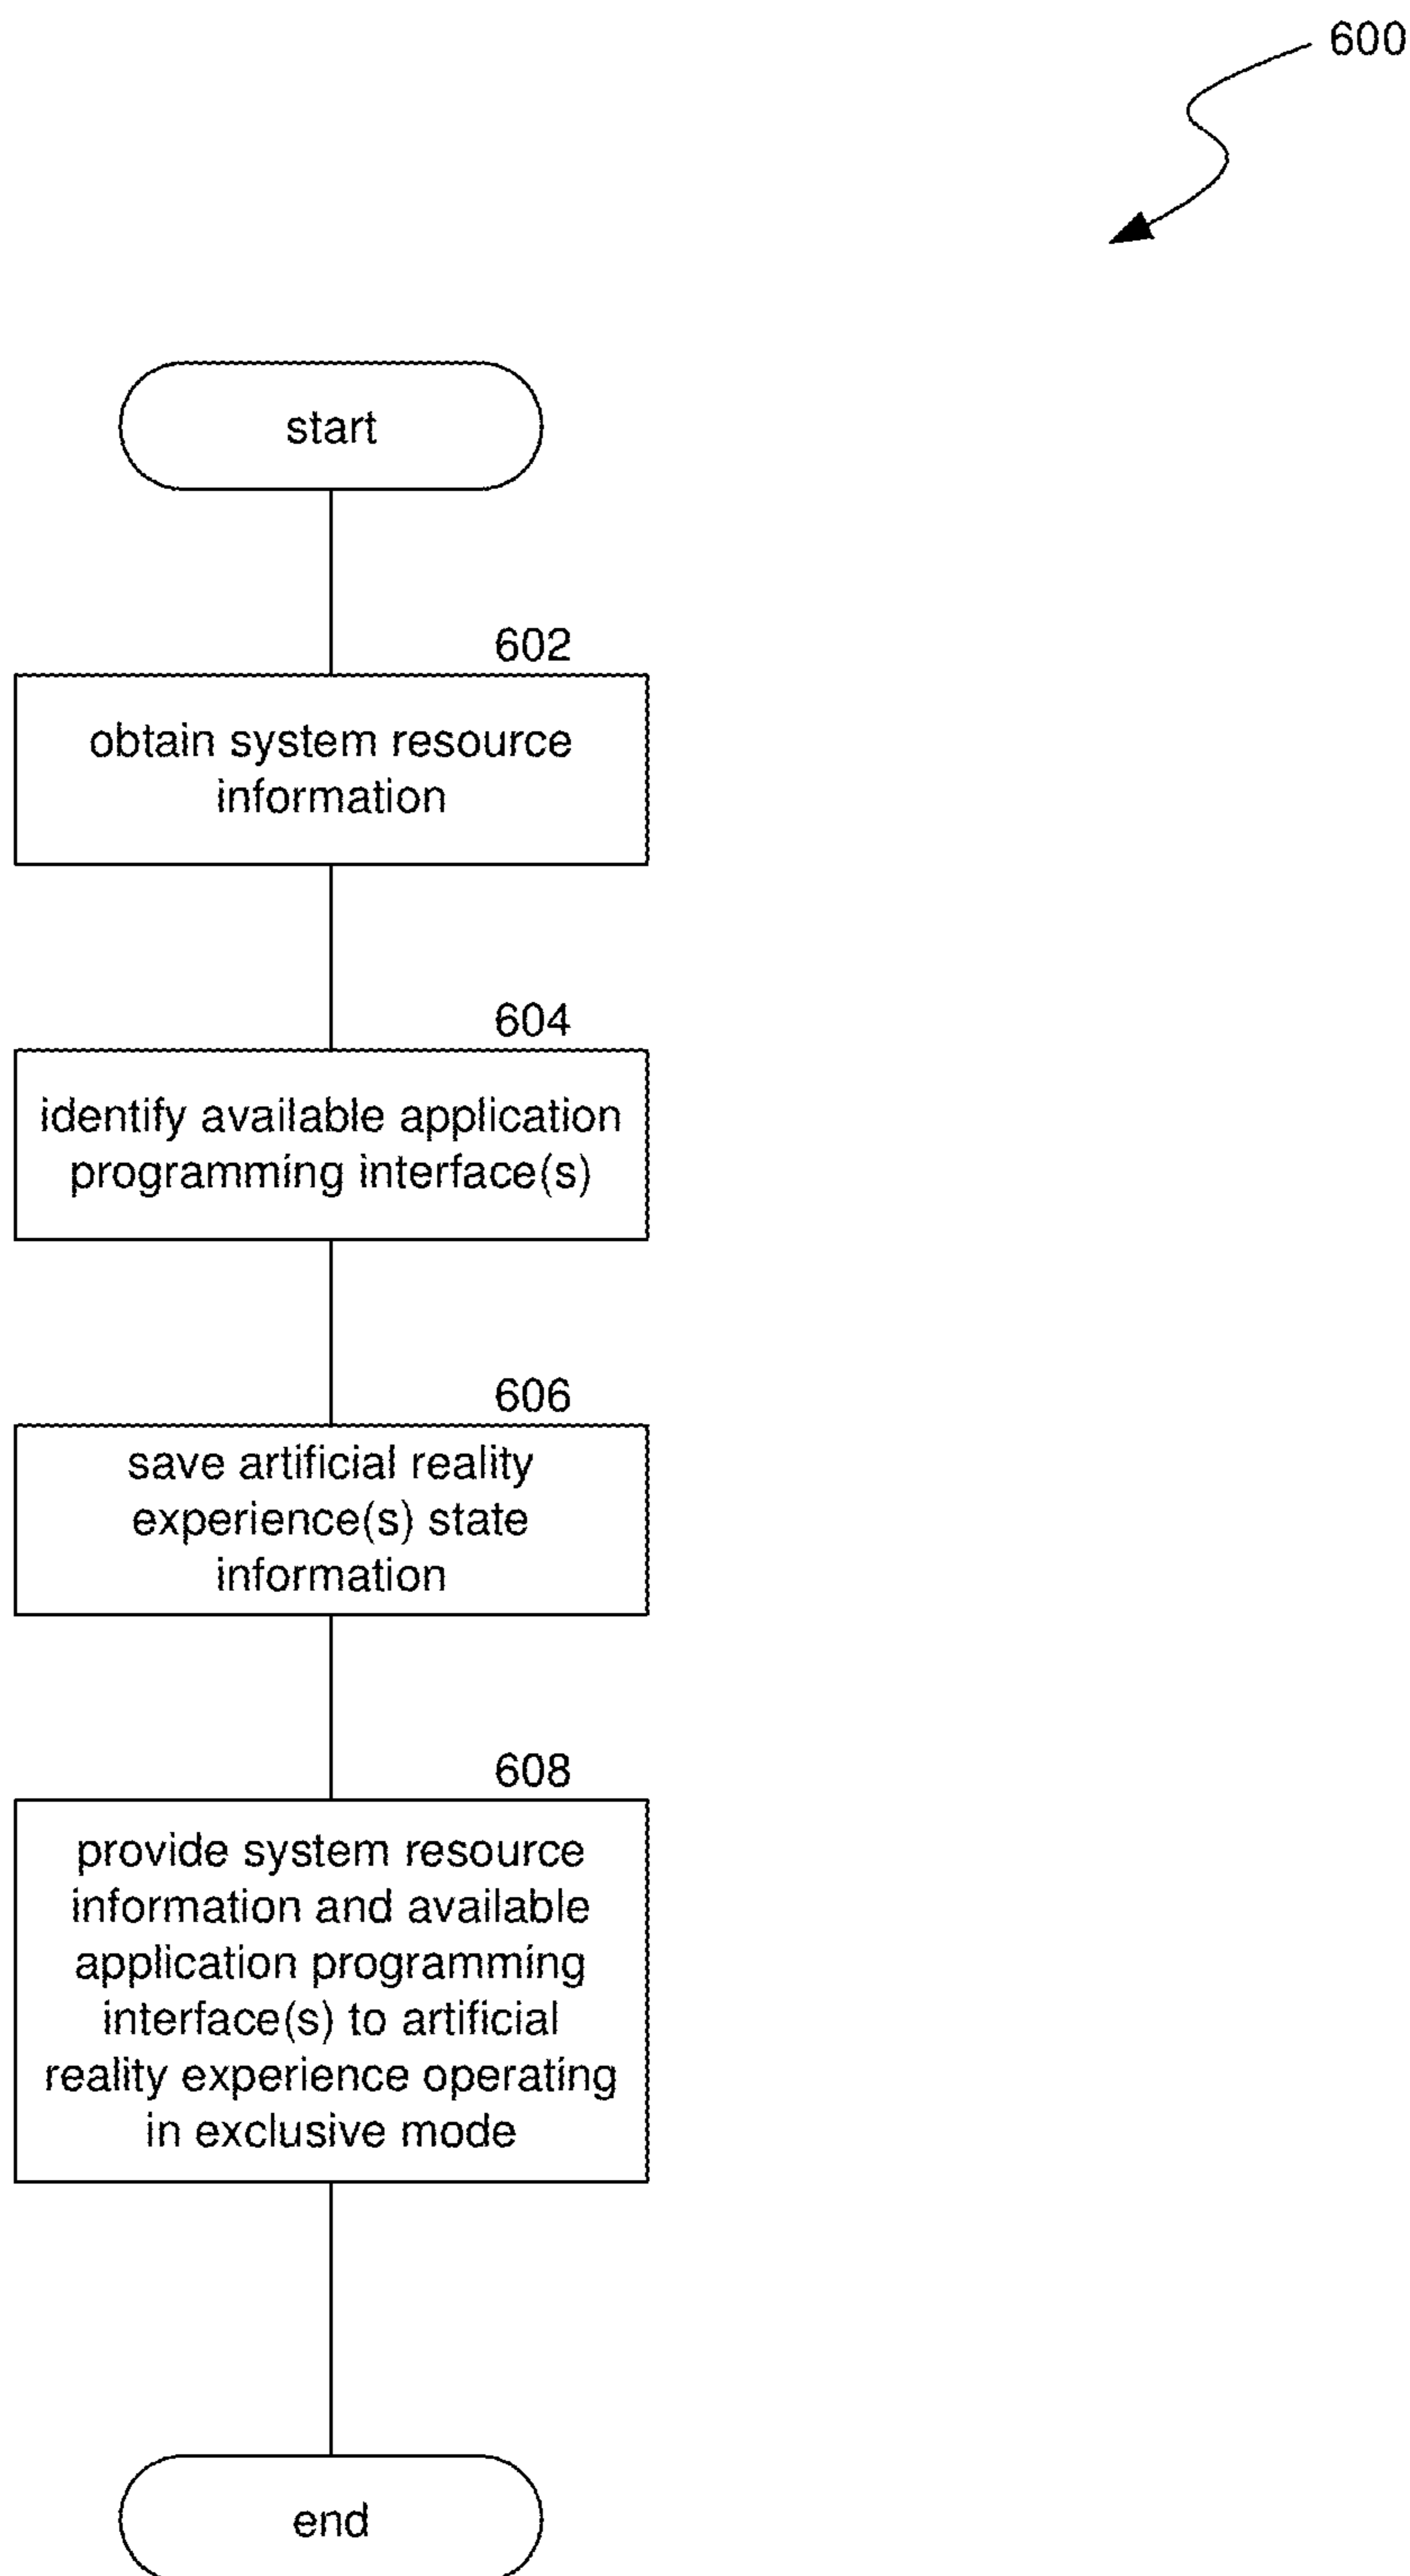 600
start
602
obtain system resource
information
604
identify available application
programming interface(s)
606
save artificial reality
experience(s) state
information
608
provide system resource
information and available
application programming
interface(s) to artificial
reality experience operating
in exclusive mode
end